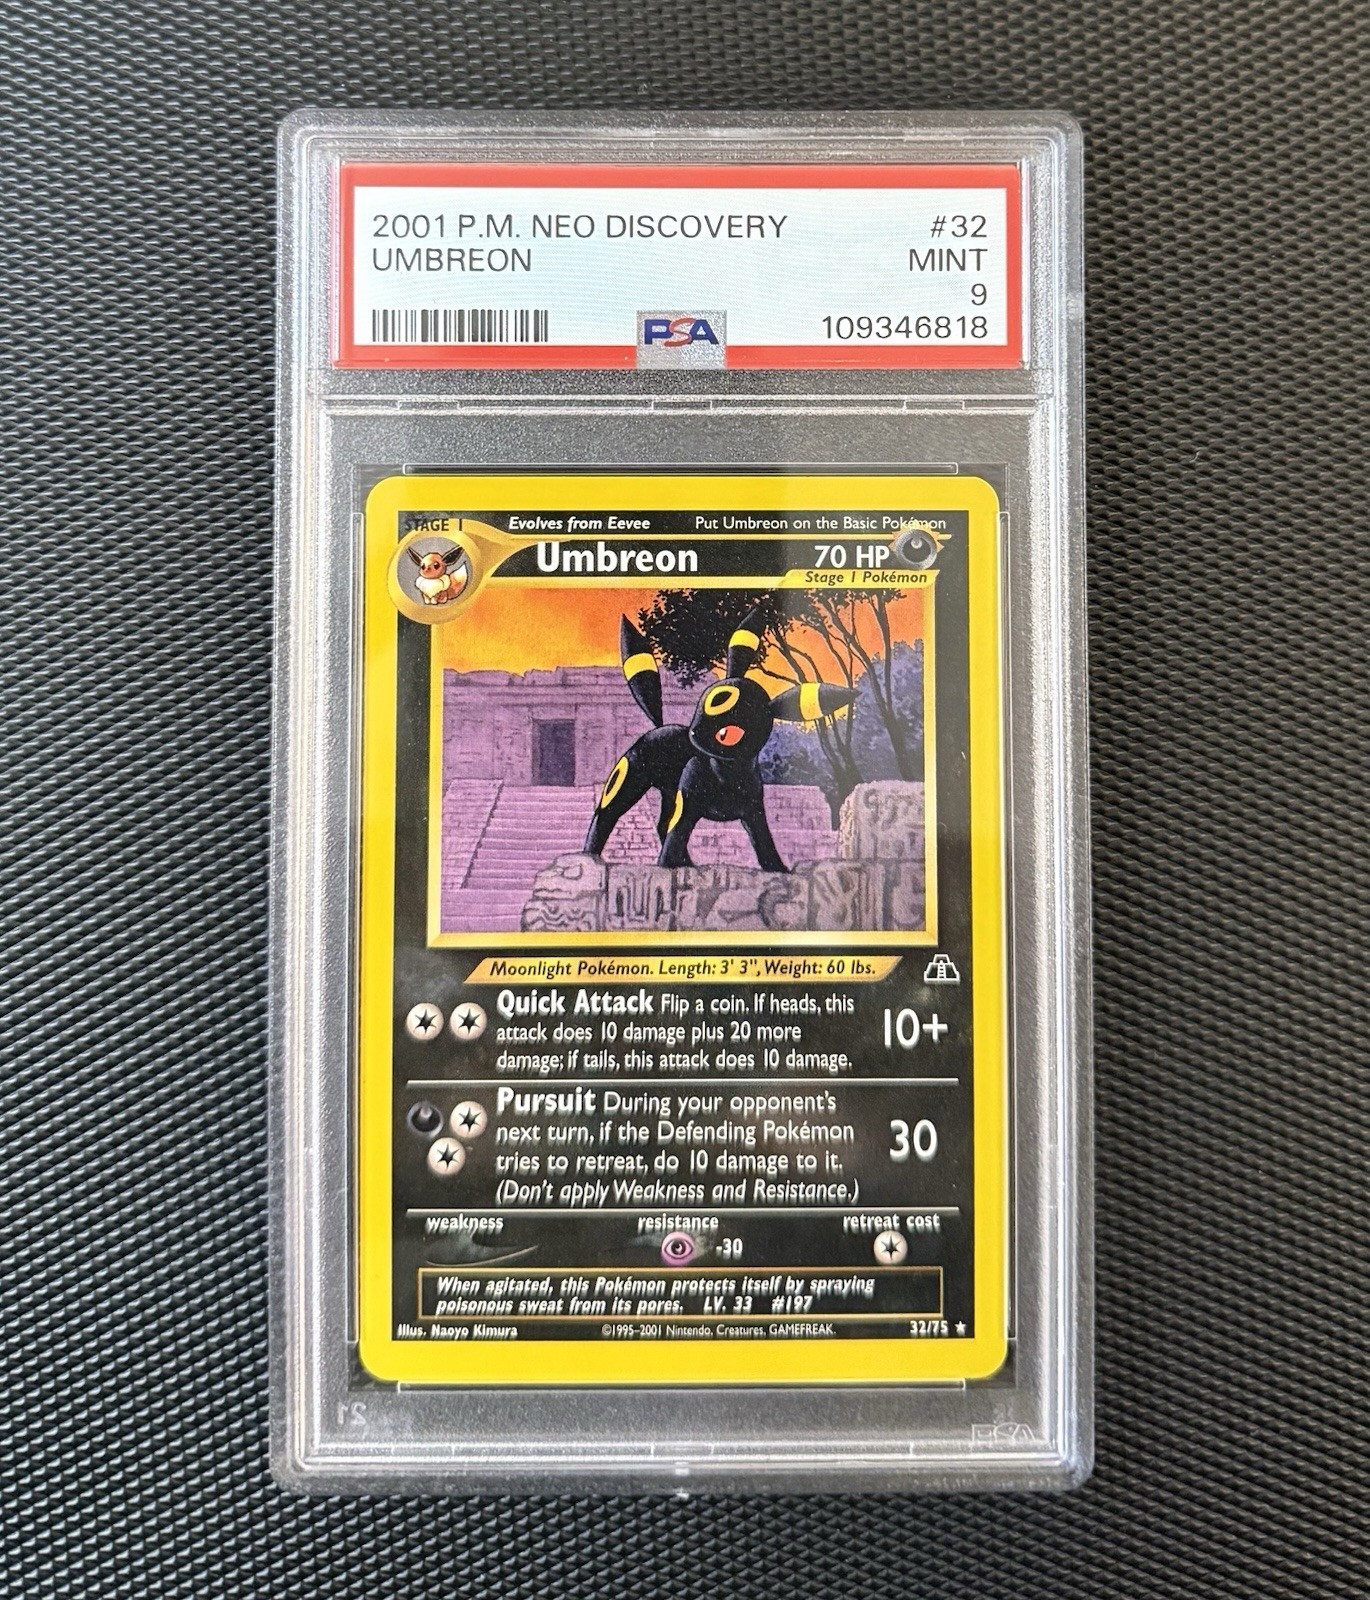 2001 P.M. NEO DISCOVERY #32
UMBREON MINT
9
PSA 109346818
STAGE 1 Evolves from Eevee Put Umbreon on the Basic Pokémon
Umbreon 70 HP
Stage 1 Pokémon
Moonlight Pokémon. Length: 3' 3", Weight: 60 lbs.
Quick Attack Flip a coin. If heads, this
attack does 10 damage plus 20 more
damage; if tails, this attack does 10 damage.
10+
Pursuit During your opponent's
next turn, if the Defending Pokémon
tries to retreat, do 10 damage to it.
(Don't apply Weakness and Resistance.)
30
weakness resistance retreat cost
-30
When agitated, this Pokémon protects itself by spraying
poisonous sweat from its pores. LV. 33 #197
Illus. Naoyo Kimura ©1995-2001 Nintendo, Creatures, GAMEFREAK. 32/75 ★
21 PSA